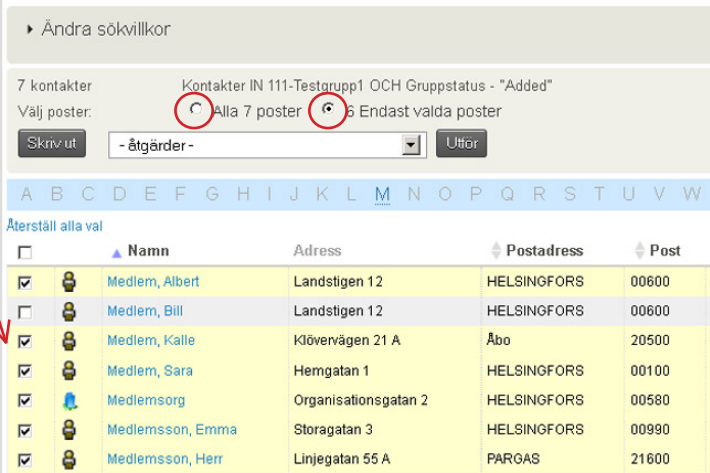 Ändra sökvillkor
7 kontakter Kontakter IN 111-Testgrupp1 OCH Gruppstatus - "Added"
Välj poster: Alla 7 poster 6 Endast valda poster
Skriv ut - åtgärder - Utför
A B C D E F G H I J K L M N O P Q R S T U V W
Återställ alla val
Namn Adress Postadress Post
Medlem, Albert Landstigen 12 HELSINGFORS 00600
Medlem, Bill Landstigen 12 HELSINGFORS 00600
Medlem, Kalle Klövervägen 21 A Åbo 20500
Medlem, Sara Hemgatan 1 HELSINGFORS 00100
Medlemsorg Organisationsgatan 2 HELSINGFORS 00580
Medlemsson, Emma Storagatan 3 HELSINGFORS 00990
Medlemsson, Herr Linjegatan 55 A PARGAS 21600